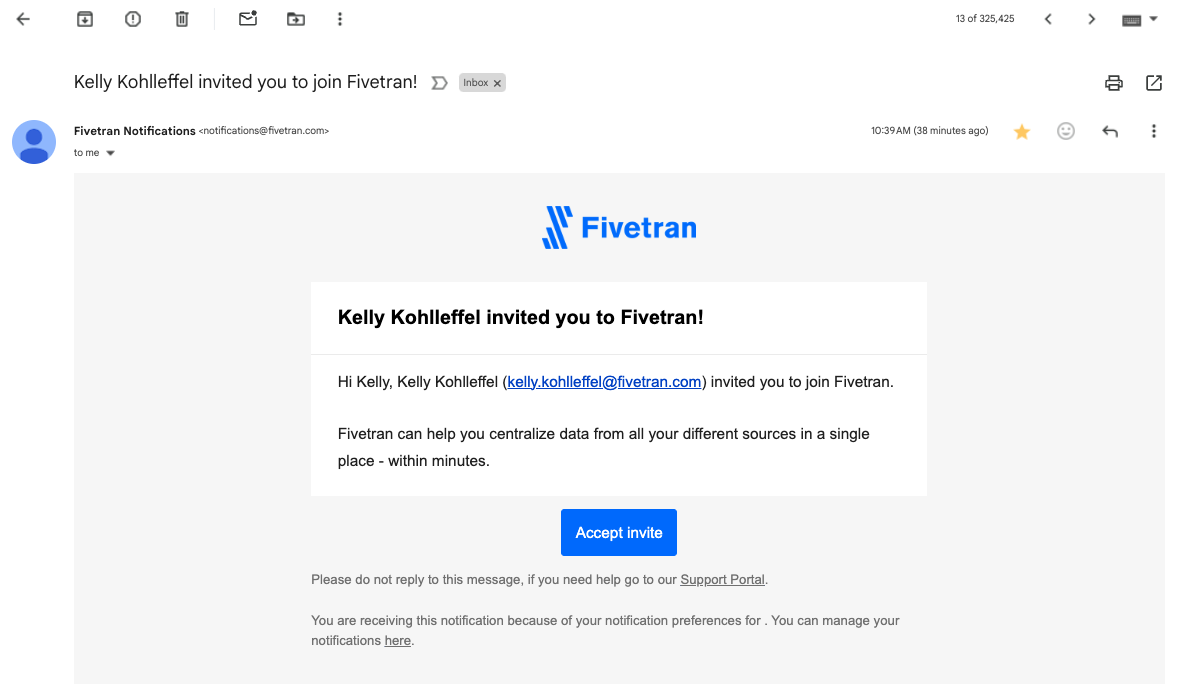 13 of 325,425
Kelly Kohlleffel invited you to join Fivetran!
Inbox
Fivetran Notifications <notifications@fivetran.com>
10:39 AM (38 minutes ago)
to me
Fivetran
Kelly Kohlleffel invited you to Fivetran!
Hi Kelly, Kelly Kohlleffel (kelly.kohlleffel@fivetran.com) invited you to join Fivetran.
Fivetran can help you centralize data from all your different sources in a single
place - within minutes.
Accept invite
Please do not reply to this message, if you need help go to our Support Portal.
You are receiving this notification because of your notification preferences for . You can manage your
notifications here.